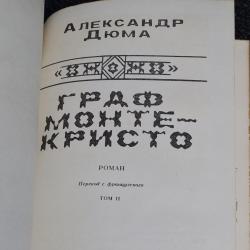 АЛЕКСАНДР
ДЮМА
ГРАФ
МОНТЕ-
КРИСТО
РОМАН
Перевод с французского
ТОМ II